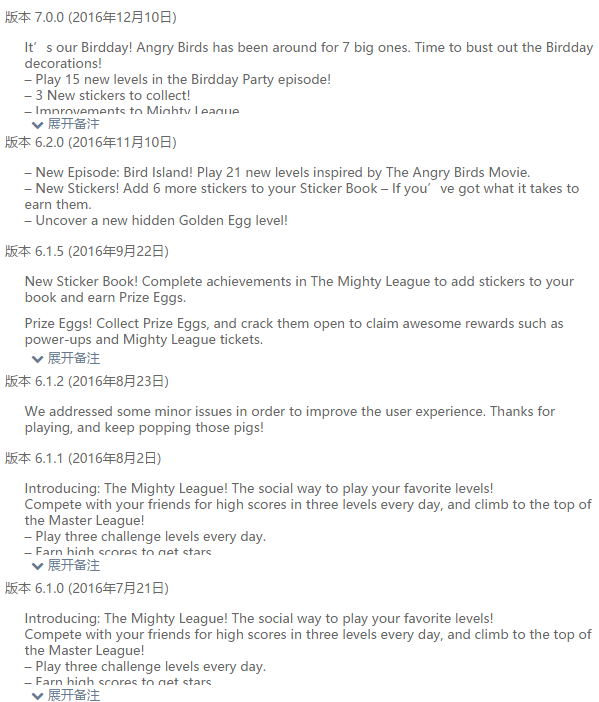 版本 7.0.0 (2016年12月10日)
It’s our Birdday! Angry Birds has been around for 7 big ones. Time to bust out the Birdday
decorations!
– Play 15 new levels in the Birdday Party episode!
– 3 New stickers to collect!
– Improvements to Mighty League
展开备注
版本 6.2.0 (2016年11月10日)
– New Episode: Bird Island! Play 21 new levels inspired by The Angry Birds Movie.
– New Stickers! Add 6 more stickers to your Sticker Book – If you’ve got what it takes to
earn them.
– Uncover a new hidden Golden Egg level!
版本 6.1.5 (2016年9月22日)
New Sticker Book! Complete achievements in The Mighty League to add stickers to your
book and earn Prize Eggs.
Prize Eggs! Collect Prize Eggs, and crack them open to claim awesome rewards such as
power-ups and Mighty League tickets.
展开备注
版本 6.1.2 (2016年8月23日)
We addressed some minor issues in order to improve the user experience. Thanks for
playing, and keep popping those pigs!
版本 6.1.1 (2016年8月2日)
Introducing: The Mighty League! The social way to play your favorite levels!
Compete with your friends for high scores in three levels every day, and climb to the top of
the Master League!
– Play three challenge levels every day.
– Earn high scores to get stars
展开备注
版本 6.1.0 (2016年7月21日)
Introducing: The Mighty League! The social way to play your favorite levels!
Compete with your friends for high scores in three levels every day, and climb to the top of
the Master League!
– Play three challenge levels every day.
– Earn high scores to get stars
展开备注